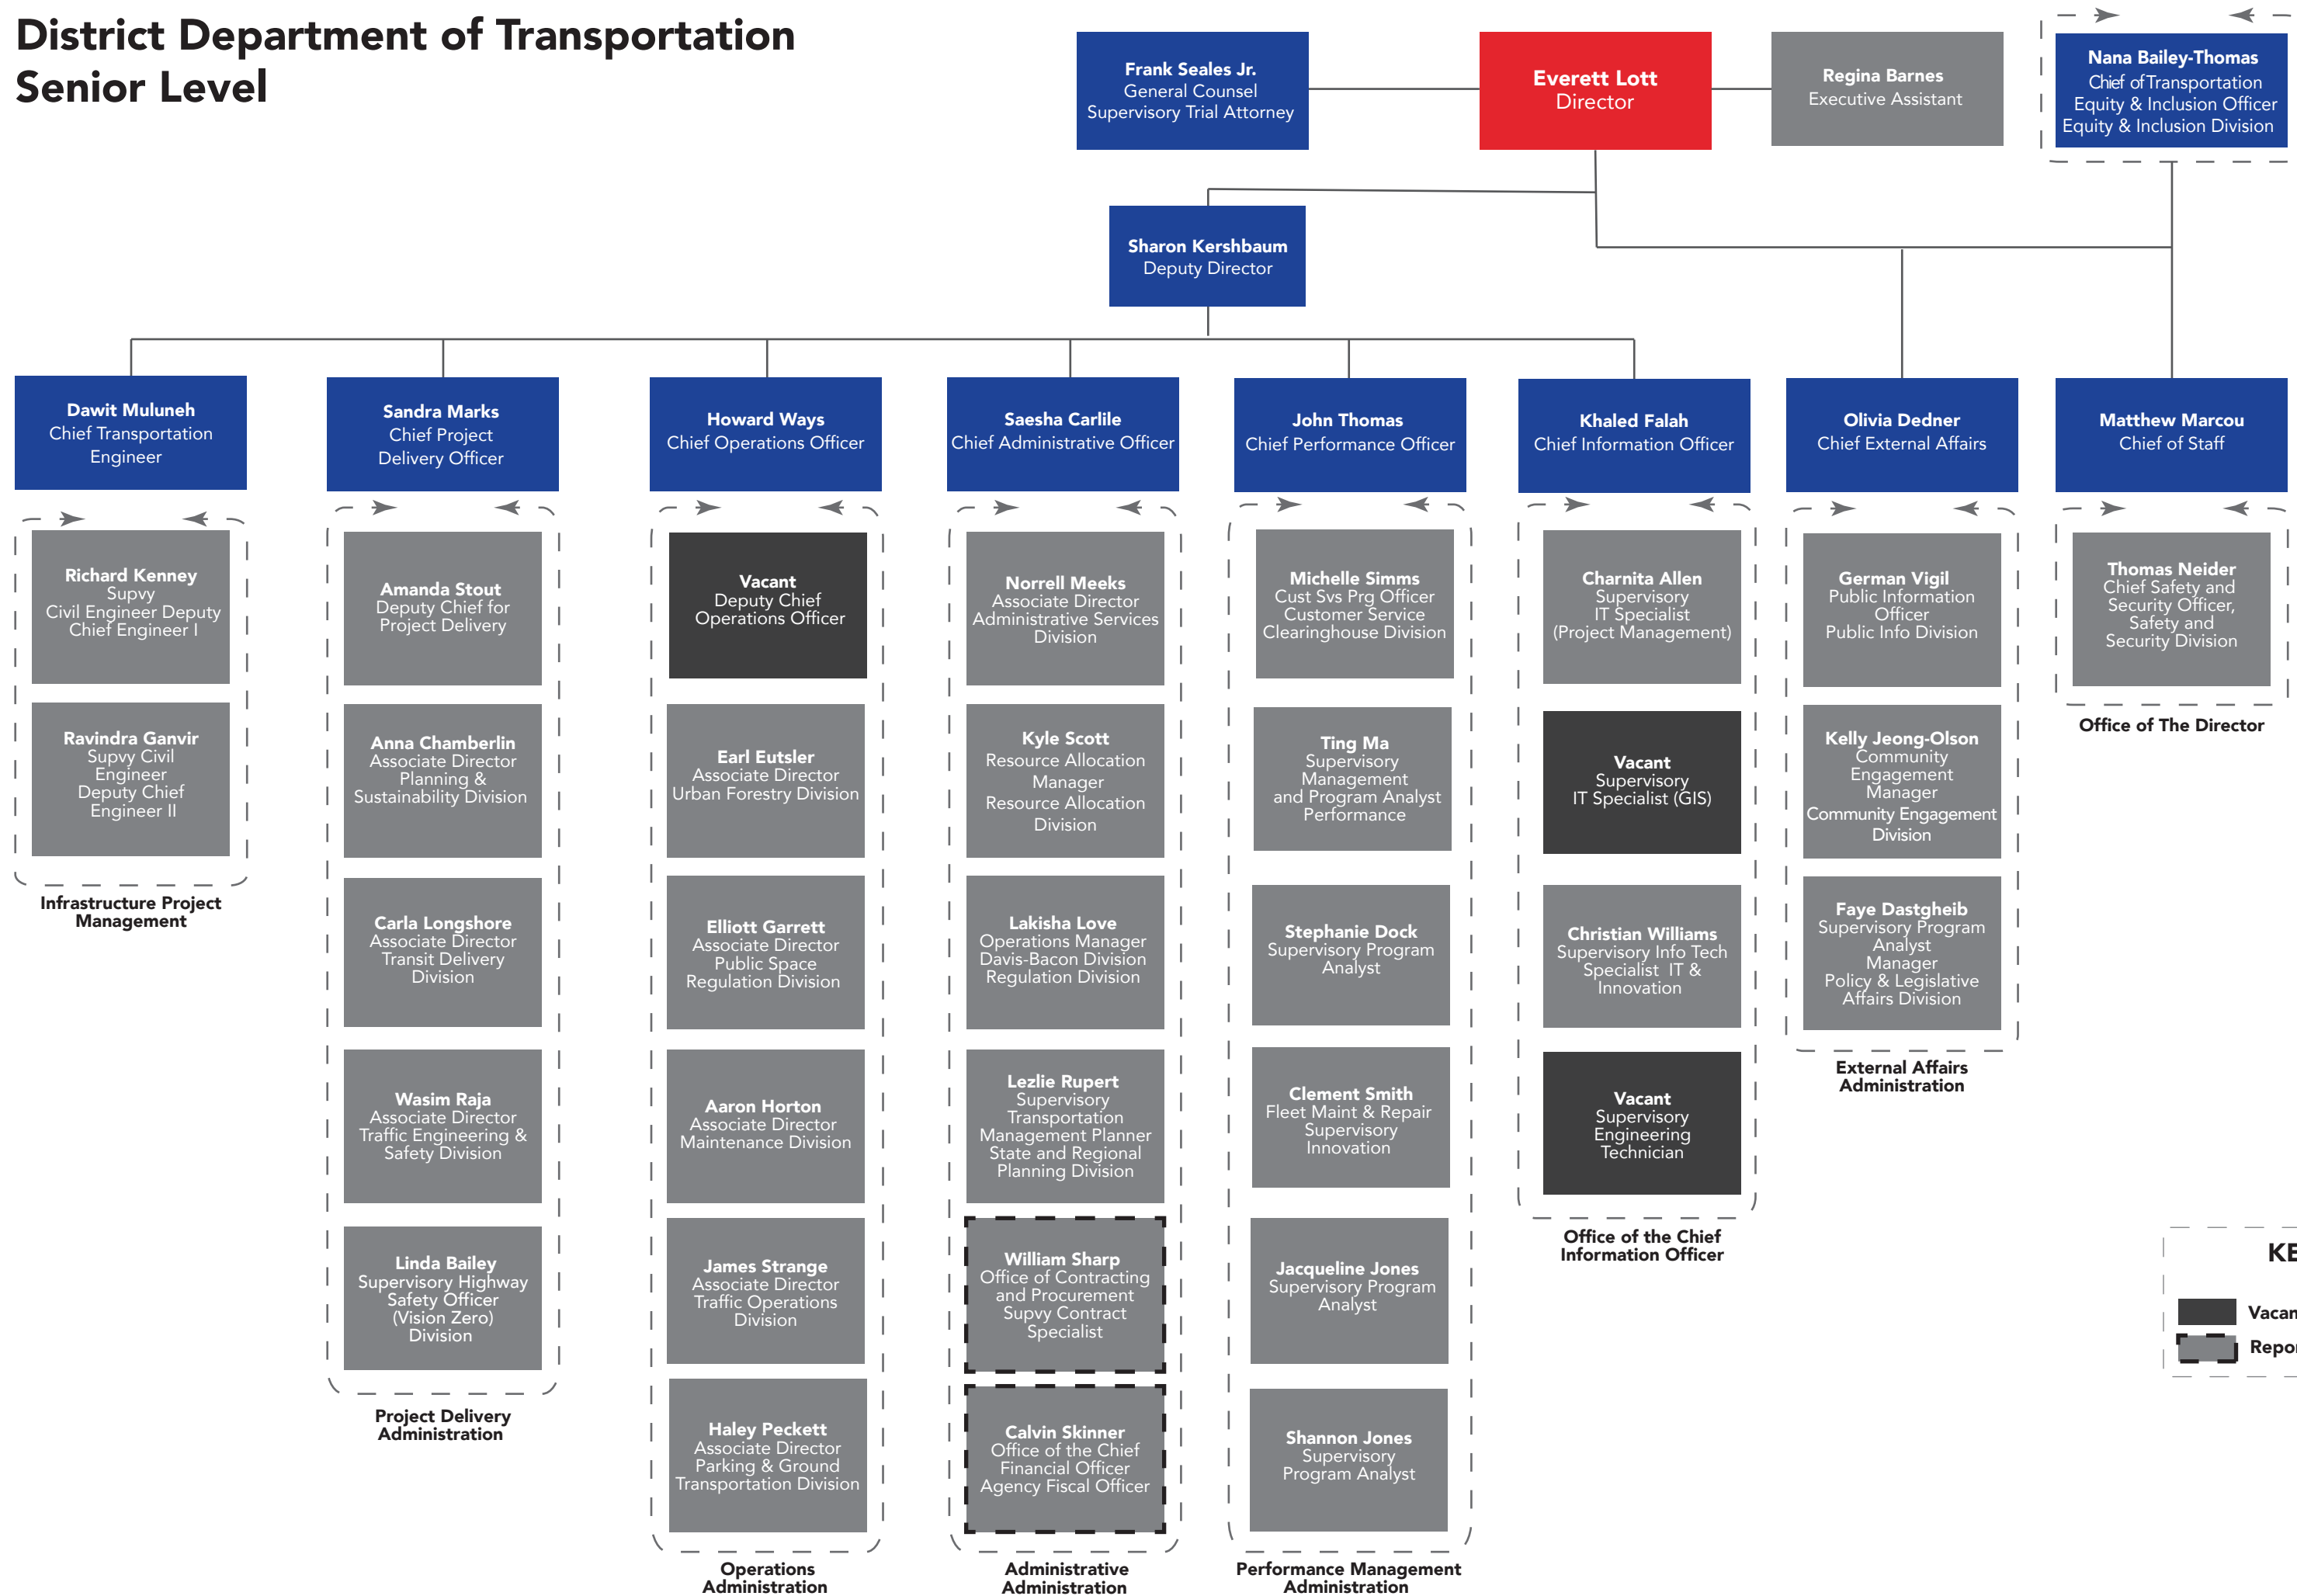 District Department of Transportation
Senior Level
Frank Seales Jr.
General Counsel
Supervisory Trial Attorney
Everett Lott
Director
Regina Barnes
Executive Assistant
Nana Bailey-Thomas
Chief of Transportation
Equity & Inclusion Officer
Equity & Inclusion Division
Sharon Kershbaum
Deputy Director
Dawit Muluneh
Chief Transportation
Engineer
Sandra Marks
Chief Project
Delivery Officer
Howard Ways
Chief Operations Officer
Saesha Carlile
Chief Administrative Officer
John Thomas
Chief Performance Officer
Khaled Falah
Chief Information Officer
Olivia Dedner
Chief External Affairs
Matthew Marcou
Chief of Staff
Richard Kenney
Supvy
Civil Engineer Deputy
Chief Engineer I
Ravindra Ganvir
Supvy Civil
Engineer
Deputy Chief
Engineer II
Infrastructure Project
Management
Amanda Stout
Deputy Chief for
Project Delivery
Anna Chamberlin
Associate Director
Planning &
Sustainability Division
Carla Longshore
Associate Director
Transit Delivery
Division
Wasim Raja
Associate Director
Traffic Engineering &
Safety Division
Linda Bailey
Supervisory Highway
Safety Officer
(Vision Zero)
Division
Project Delivery
Administration
Vacant
Deputy Chief
Operations Officer
Earl Eutsler
Associate Director
Urban Forestry Division
Elliott Garrett
Associate Director
Public Space
Regulation Division
Aaron Horton
Associate Director
Maintenance Division
James Strange
Associate Director
Traffic Operations
Division
Haley Peckett
Associate Director
Parking & Ground
Transportation Division
Operations
Administration
Norrell Meeks
Associate Director
Administrative Services
Division
Kyle Scott
Resource Allocation
Manager
Resource Allocation
Division
Lakisha Love
Operations Manager
Davis-Bacon Division
Regulation Division
Lezlie Rupert
Supervisory
Transportation
Management Planner
State and Regional
Planning Division
William Sharp
Office of Contracting
and Procurement
Supvy Contract
Specialist
Calvin Skinner
Office of the Chief
Financial Officer
Agency Fiscal Officer
Administrative
Administration
Michelle Simms
Cust Svs Prg Officer
Customer Service
Clearinghouse Division
Ting Ma
Supervisory
Management
and Program Analyst
Performance
Stephanie Dock
Supervisory Program
Analyst
Clement Smith
Fleet Maint & Repair
Supervisory
Innovation
Jacqueline Jones
Supervisory Program
Analyst
Shannon Jones
Supervisory
Program Analyst
Performance Management
Administration
Charnita Allen
Supervisory
IT Specialist
(Project Management)
Vacant
Supervisory
IT Specialist (GIS)
Christian Williams
Supervisory Info Tech
Specialist IT &
Innovation
Vacant
Supervisory
Engineering
Technician
Office of the Chief
Information Officer
German Vigil
Public Information
Officer
Public Info Division
Kelly Jeong-Olson
Community
Engagement
Manager
Community Engagement
Division
Faye Dastgheib
Supervisory Program
Analyst
Manager
Policy & Legislative
Affairs Division
External Affairs
Administration
Thomas Neider
Chief Safety and
Security Officer,
Safety and
Security Division
Office of The Director